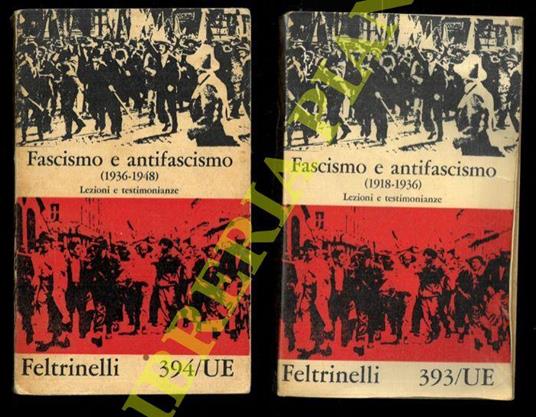 Fascismo e antifascismo
(1936-1948)
Lezioni e testimonianze
Feltrinelli 394/UE
Fascismo e antifascismo
(1918-1936)
Lezioni e testimonianze
Feltrinelli 393/UE
LIBRERIA PIANI